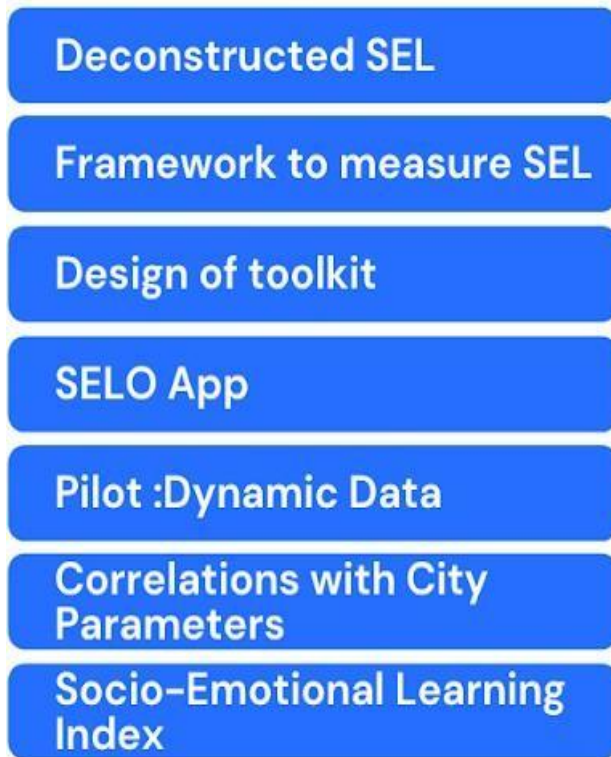 Deconstructed SEL
Framework to measure SEL
Design of toolkit
SELO App
Pilot :Dynamic Data
Correlations with City
Parameters
Socio-Emotional Learning
Index